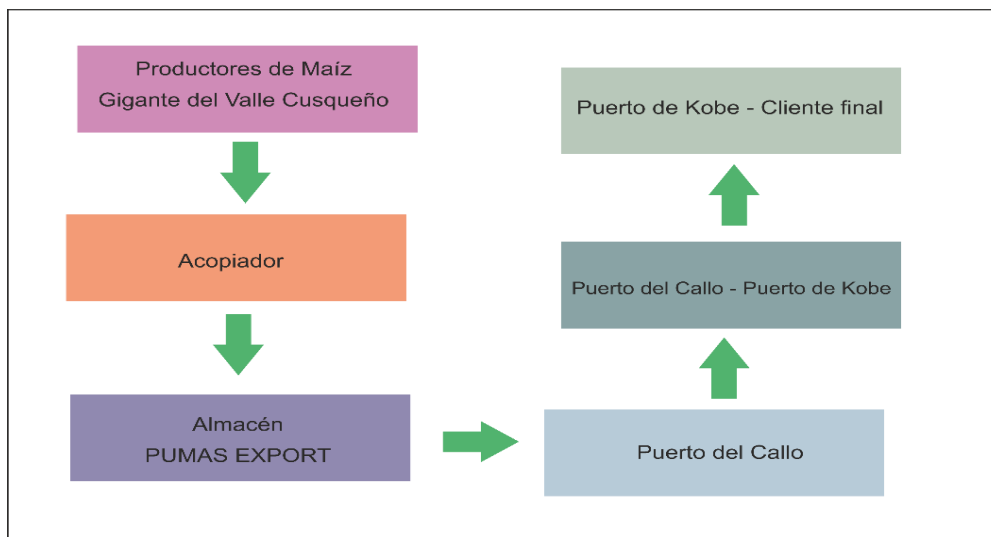 Productores de Maíz
Gigante del Valle Cusqueño
Acopiador
Almacén
PUMAS EXPORT
Puerto del Callo
Puerto del Callo - Puerto de Kobe
Puerto de Kobe - Cliente final